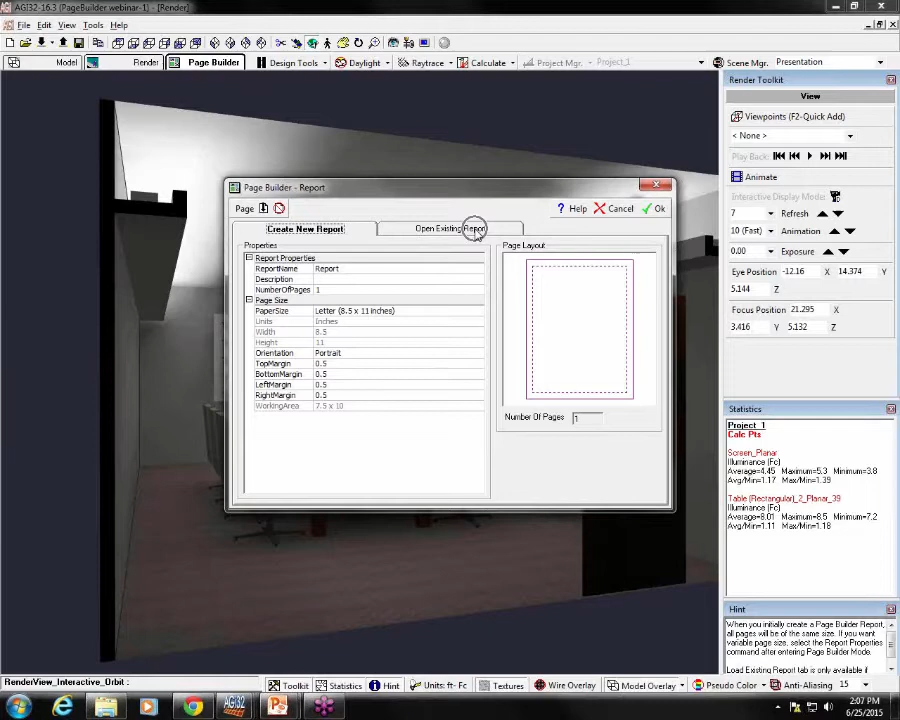 AGI32-16.3 (PageBuilder webinar-1) - [Render]
File Edit View Tools Help
Model Render Page Builder Design Tools Daylight Raytrace Calculate Project Mgr. Project_1 Scene Mgr. Presentation
Render Toolkit
View
Viewpoints (F2-Quick Add)
< None >
Play Back:
Animate
Interactive Display Mode:
7 Refresh
10 (Fast) Animation
0.00 Exposure
Eye Position -12.16 X 14.374 Y
5.144 Z
Focus Position 21.295 X
3.416 Y 5.132 Z
Page Builder - Report
Page Help Cancel Ok
Create New Report Open Existing Report
Properties
Report Properties
ReportName Report
Description
NumberOfPages 1
Page Size
PaperSize Letter (8.5 x 11 inches)
Units Inches
Width 8.5
Height 11
Orientation Portrait
TopMargin 0.5
BottomMargin 0.5
LeftMargin 0.5
RightMargin 0.5
WorkingArea 7.5 x 10
Page Layout
Number Of Pages 1
Statistics
Project_1
Calc Pts
Screen_Planar
Illuminance (Fc)
Average=4.45 Maximum=5.3 Minimum=3.8
Avg/Min=1.17 Max/Min=1.39
Table (Rectangular)_2_Planar_39
Illuminance (Fc)
Average=8.01 Maximum=8.5 Minimum=7.2
Avg/Min=1.11 Max/Min=1.18
Hint
When you initially create a Page Builder Report,
all pages will be of the same size. If you want
variable page size, select the Report Properties
command after entering Page Builder Mode.
Load Existing Report tab is only available if
RenderView_Interactive_Orbit :
Toolkit Statistics Hint Units: ft- Fc Textures Wire Overlay Model Overlay Pseudo Color Anti-Aliasing 15
2:07 PM
6/25/2015